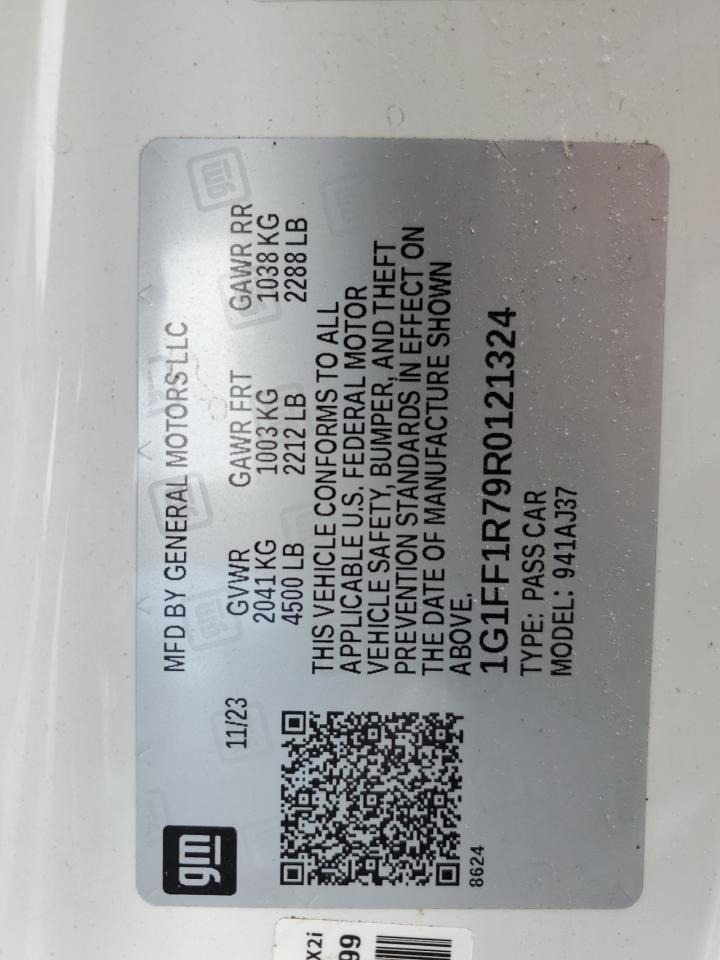 gm
MFD BY GENERAL MOTORS LLC
11/23
GVWR GAWR FRT GAWR RR
2041 KG 1003 KG 1038 KG
4500 LB 2212 LB 2288 LB
THIS VEHICLE CONFORMS TO ALL
APPLICABLE U.S. FEDERAL MOTOR
VEHICLE SAFETY, BUMPER, AND THEFT
PREVENTION STANDARDS IN EFFECT ON
THE DATE OF MANUFACTURE SHOWN
ABOVE.
1G1FF1R79R0121324
TYPE: PASS CAR
MODEL: 941AJ37
8624
X2i
99